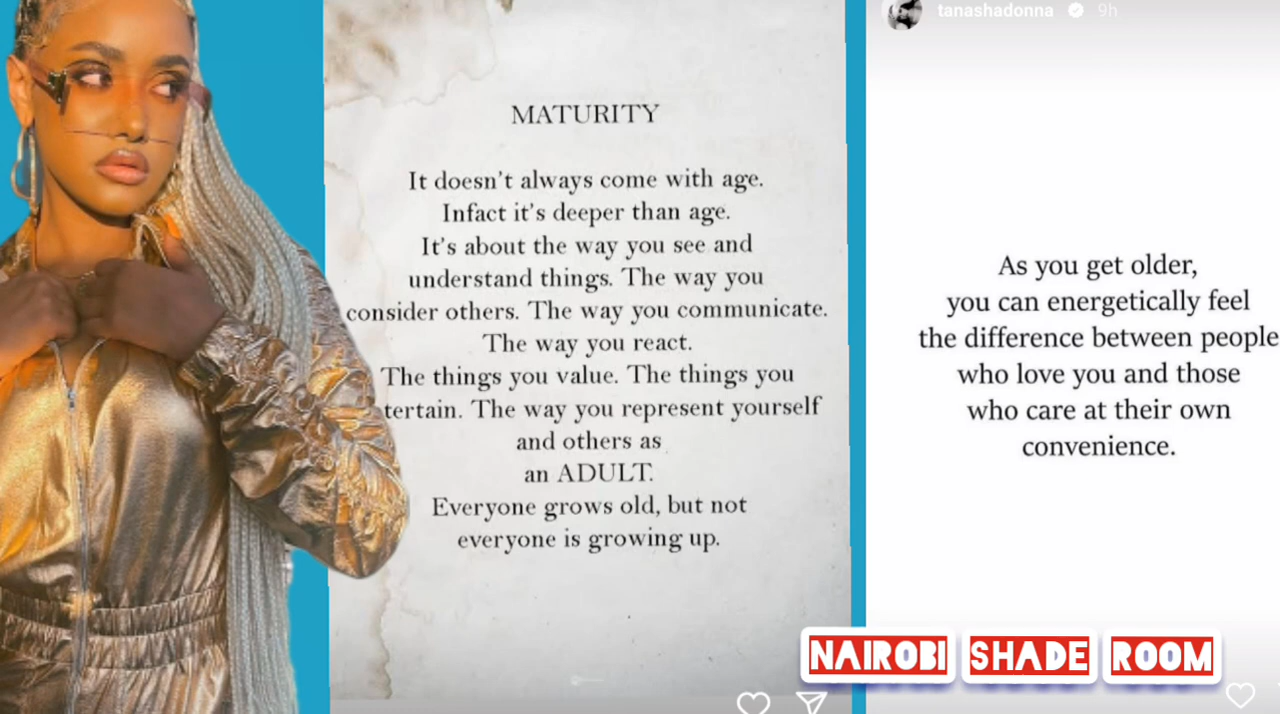 MATURITY
It doesn't always come with age.
Infact it's deeper than age.
It's about the way you see and
understand things. The way you
consider others. The way you communicate.
The way you react.
The things you value. The things you
tertain. The way you represent yourself
and others as
an ADULT.
Everyone grows old, but not
everyone is growing up.
tanashadonna 9h
As you get older,
you can energetically feel
the difference between people
who love you and those
who care at their own
convenience.
NAIROBI SHADE ROOM